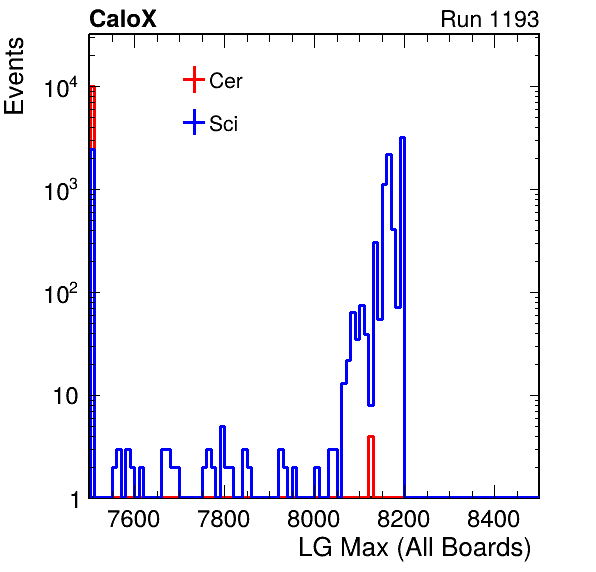 CaloX Run 1193
Events
Cer
Sci
10^4
10^3
10^2
10
1
7600 7800 8000 8200 8400
LG Max (All Boards)